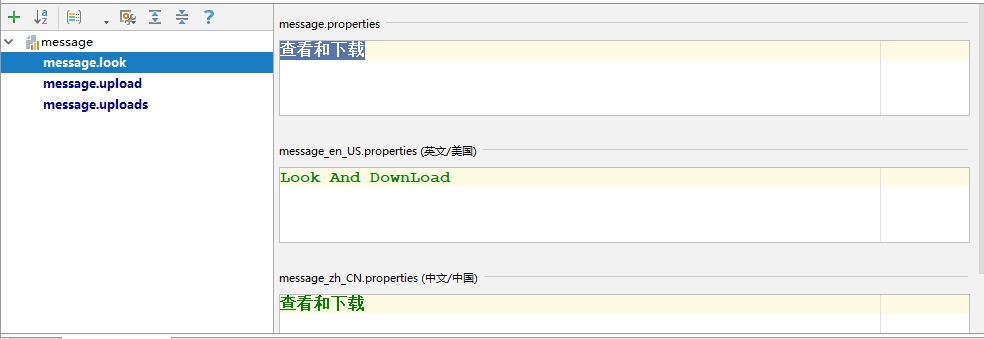 message
message.look
message.upload
message.uploads
message.properties
查看和下载
message_en_US.properties (英文/美国)
Look And DownLoad
message_zh_CN.properties (中文/中国)
查看和下载